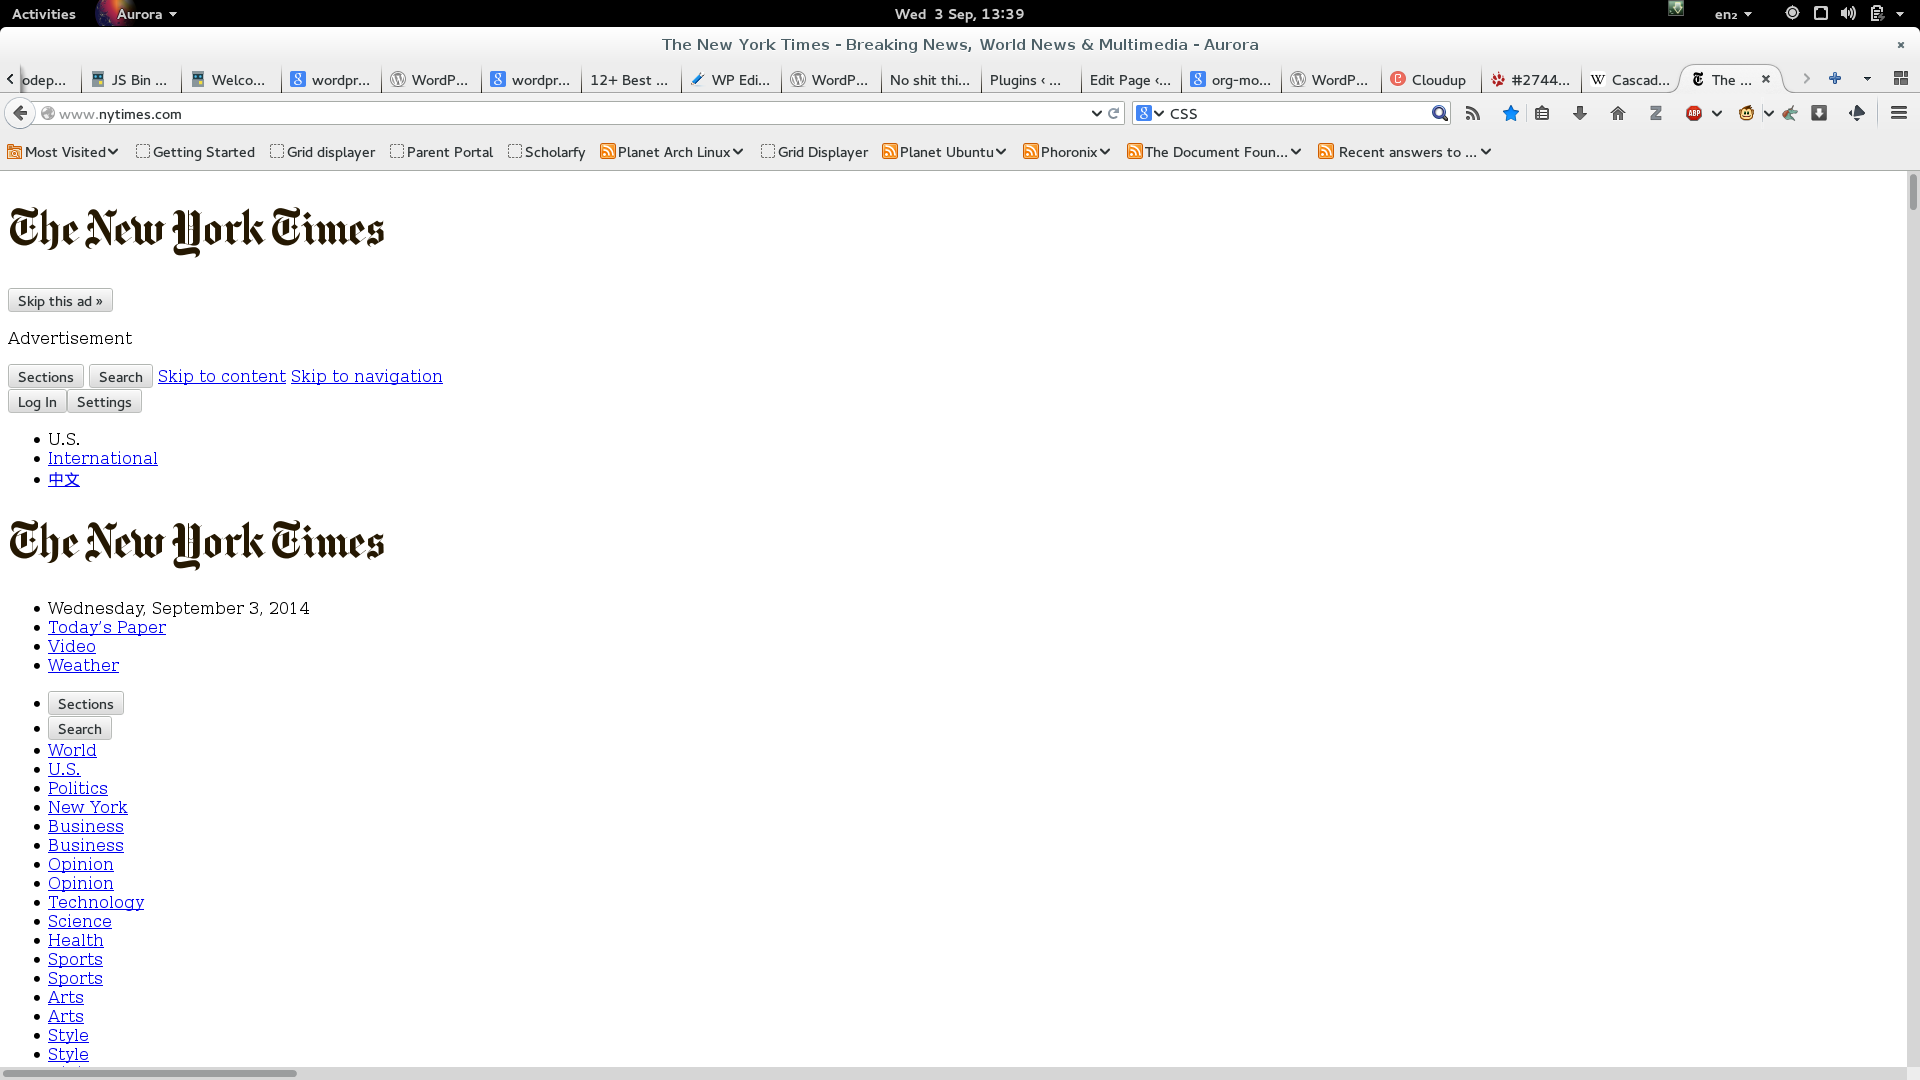 Activities Aurora Wed 3 Sep, 13:39 en₂
The New York Times - Breaking News, World News & Multimedia - Aurora
odep... JS Bin ... Welco... wordpr... WordP... wordpr... 12+ Best ... WP Edi... WordP... No shit thi... Plugins ‹ ... Edit Page ‹... org-mo... WordP... Cloudup #2744... Cascad... The ...
www.nytimes.com CSS
Most Visited Getting Started Grid displayer Parent Portal Scholarfy Planet Arch Linux Grid Displayer Planet Ubuntu Phoronix The Document Foun... Recent answers to ...
The New York Times
Skip this ad »
Advertisement
Sections Search Skip to content Skip to navigation
Log In Settings
U.S.
International
中文
The New York Times
Wednesday, September 3, 2014
Today's Paper
Video
Weather
Sections
Search
World
U.S.
Politics
New York
Business
Business
Opinion
Opinion
Technology
Science
Health
Sports
Sports
Arts
Arts
Style
Style